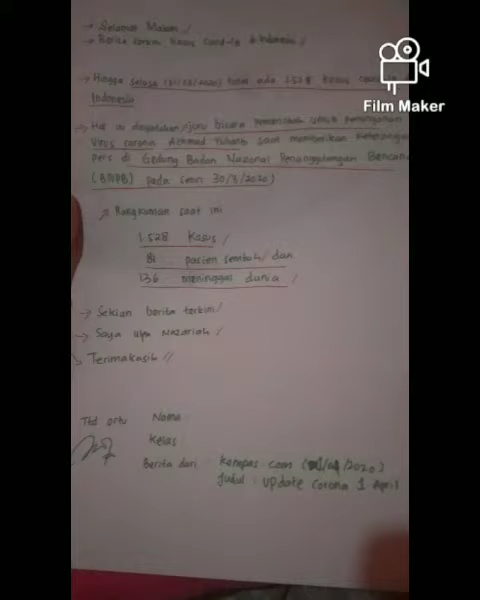 → Selamat Malam /
→ Berita terkini kasus Covid-19 di Indonesia /
→ Hingga Selasa (31/03/2020) total ada 1.528 kasus
Indonesia
→ Hal ini dinyatakan juru bicara pemerintah untuk penanganan
Virus corona Achmad Yurianto saat memberikan keterangan
pers di Gedung Badan Nasional Penanggulangan Bencana
(BNPB) pada senin 30/3/2020)
→ Rangkuman saat ini
1.528 Kasus /
81 pasien sembuh / dan
136 meninggal dunia /
→ Sekian berita terkini /
→ Saya Nazariah /
→ Terimakasih //
Ttd ortu
Nama
Kelas
Berita dari : kompas.com ( /2020)
Judul : update corona 1 April
Film Maker